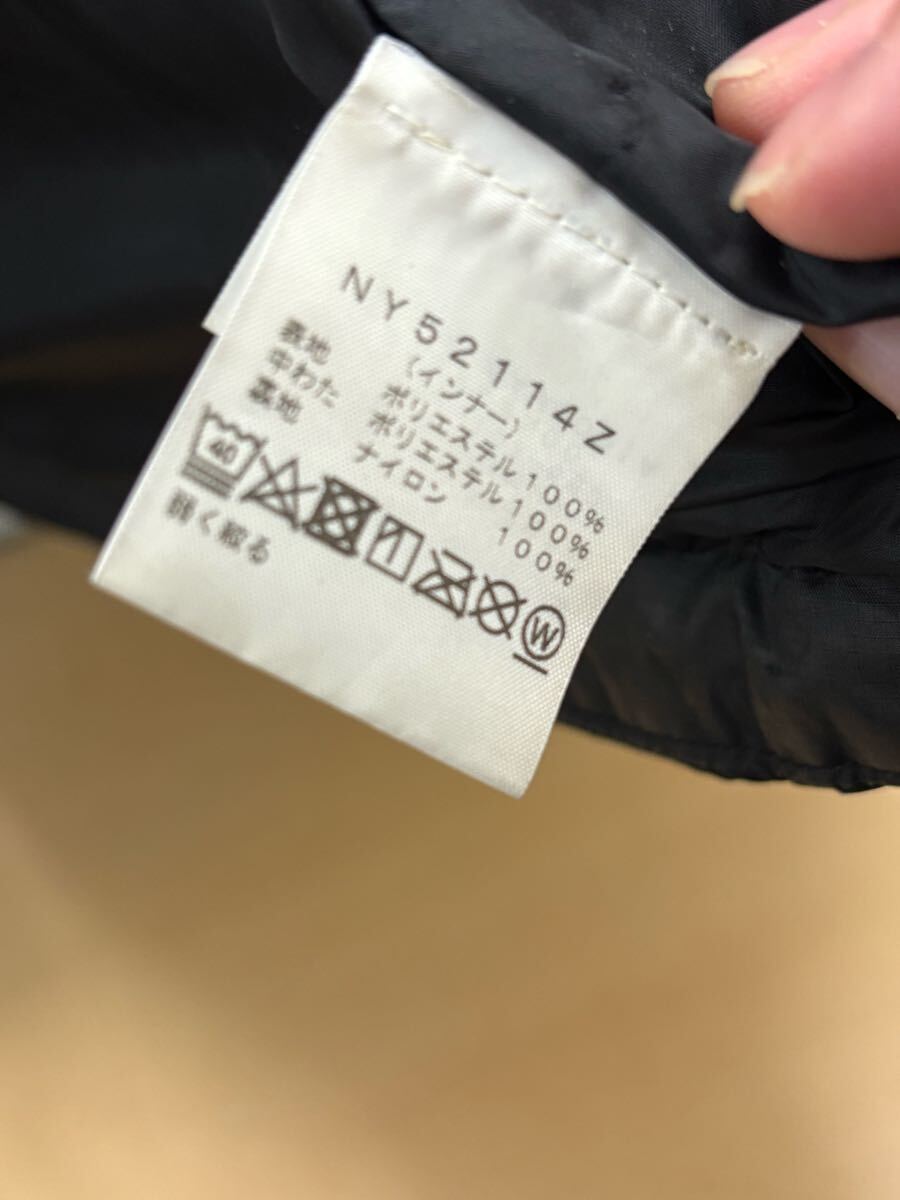 NY52114Z
(インナー)
表地 ポリエステル100%
中わた ポリエステル100%
裏地 ナイロン 100%
40 W
弱く絞る